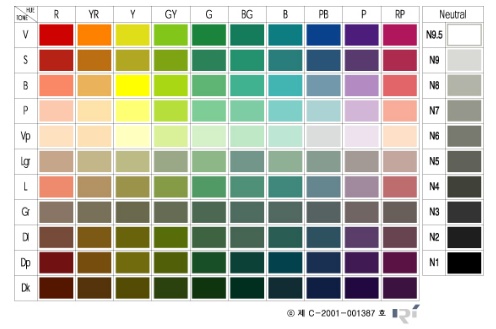 HUE R YR Y GY G BG B PB P RP Neutral
TONE
V N9.5
S N9
B N8
P N7
Vp N6
Lgr N5
L N4
Gr N3
Dl N2
Dp N1
Dk
ⓒ 제 C-2001-001387 호 IRI